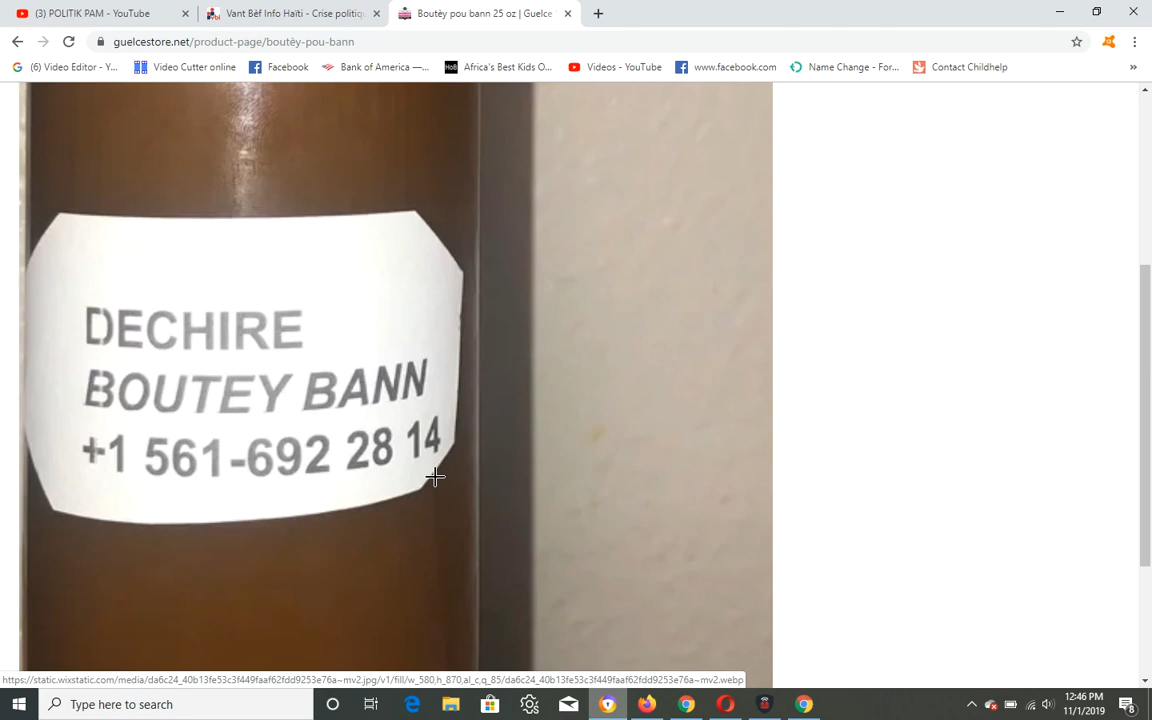 (3) POLITIK PAM - YouTube
Vant Bèf Info Haïti - Crise politiqu
Boutèy pou bann 25 oz | Guelce
guelcestore.net/product-page/boutèy-pou-bann
(6) Video Editor - Y...
Video Cutter online
Facebook
Bank of America —...
HoB
Africa's Best Kids O...
Videos - YouTube
www.facebook.com
Name Change - For...
Contact Childhelp
»
DECHIRE
BOUTEY BANN
+1 561-692 28 14
https://static.wixstatic.com/media/da6c24_40b13fe53c3f449faaf62fdd9253e76a~mv2.jpg/v1/fill/w_580,h_870,al_c,q_85/da6c24_40b13fe53c3f449faaf62fdd9253e76a~mv2.webp
Type here to search
12:46 PM
11/1/2019
8